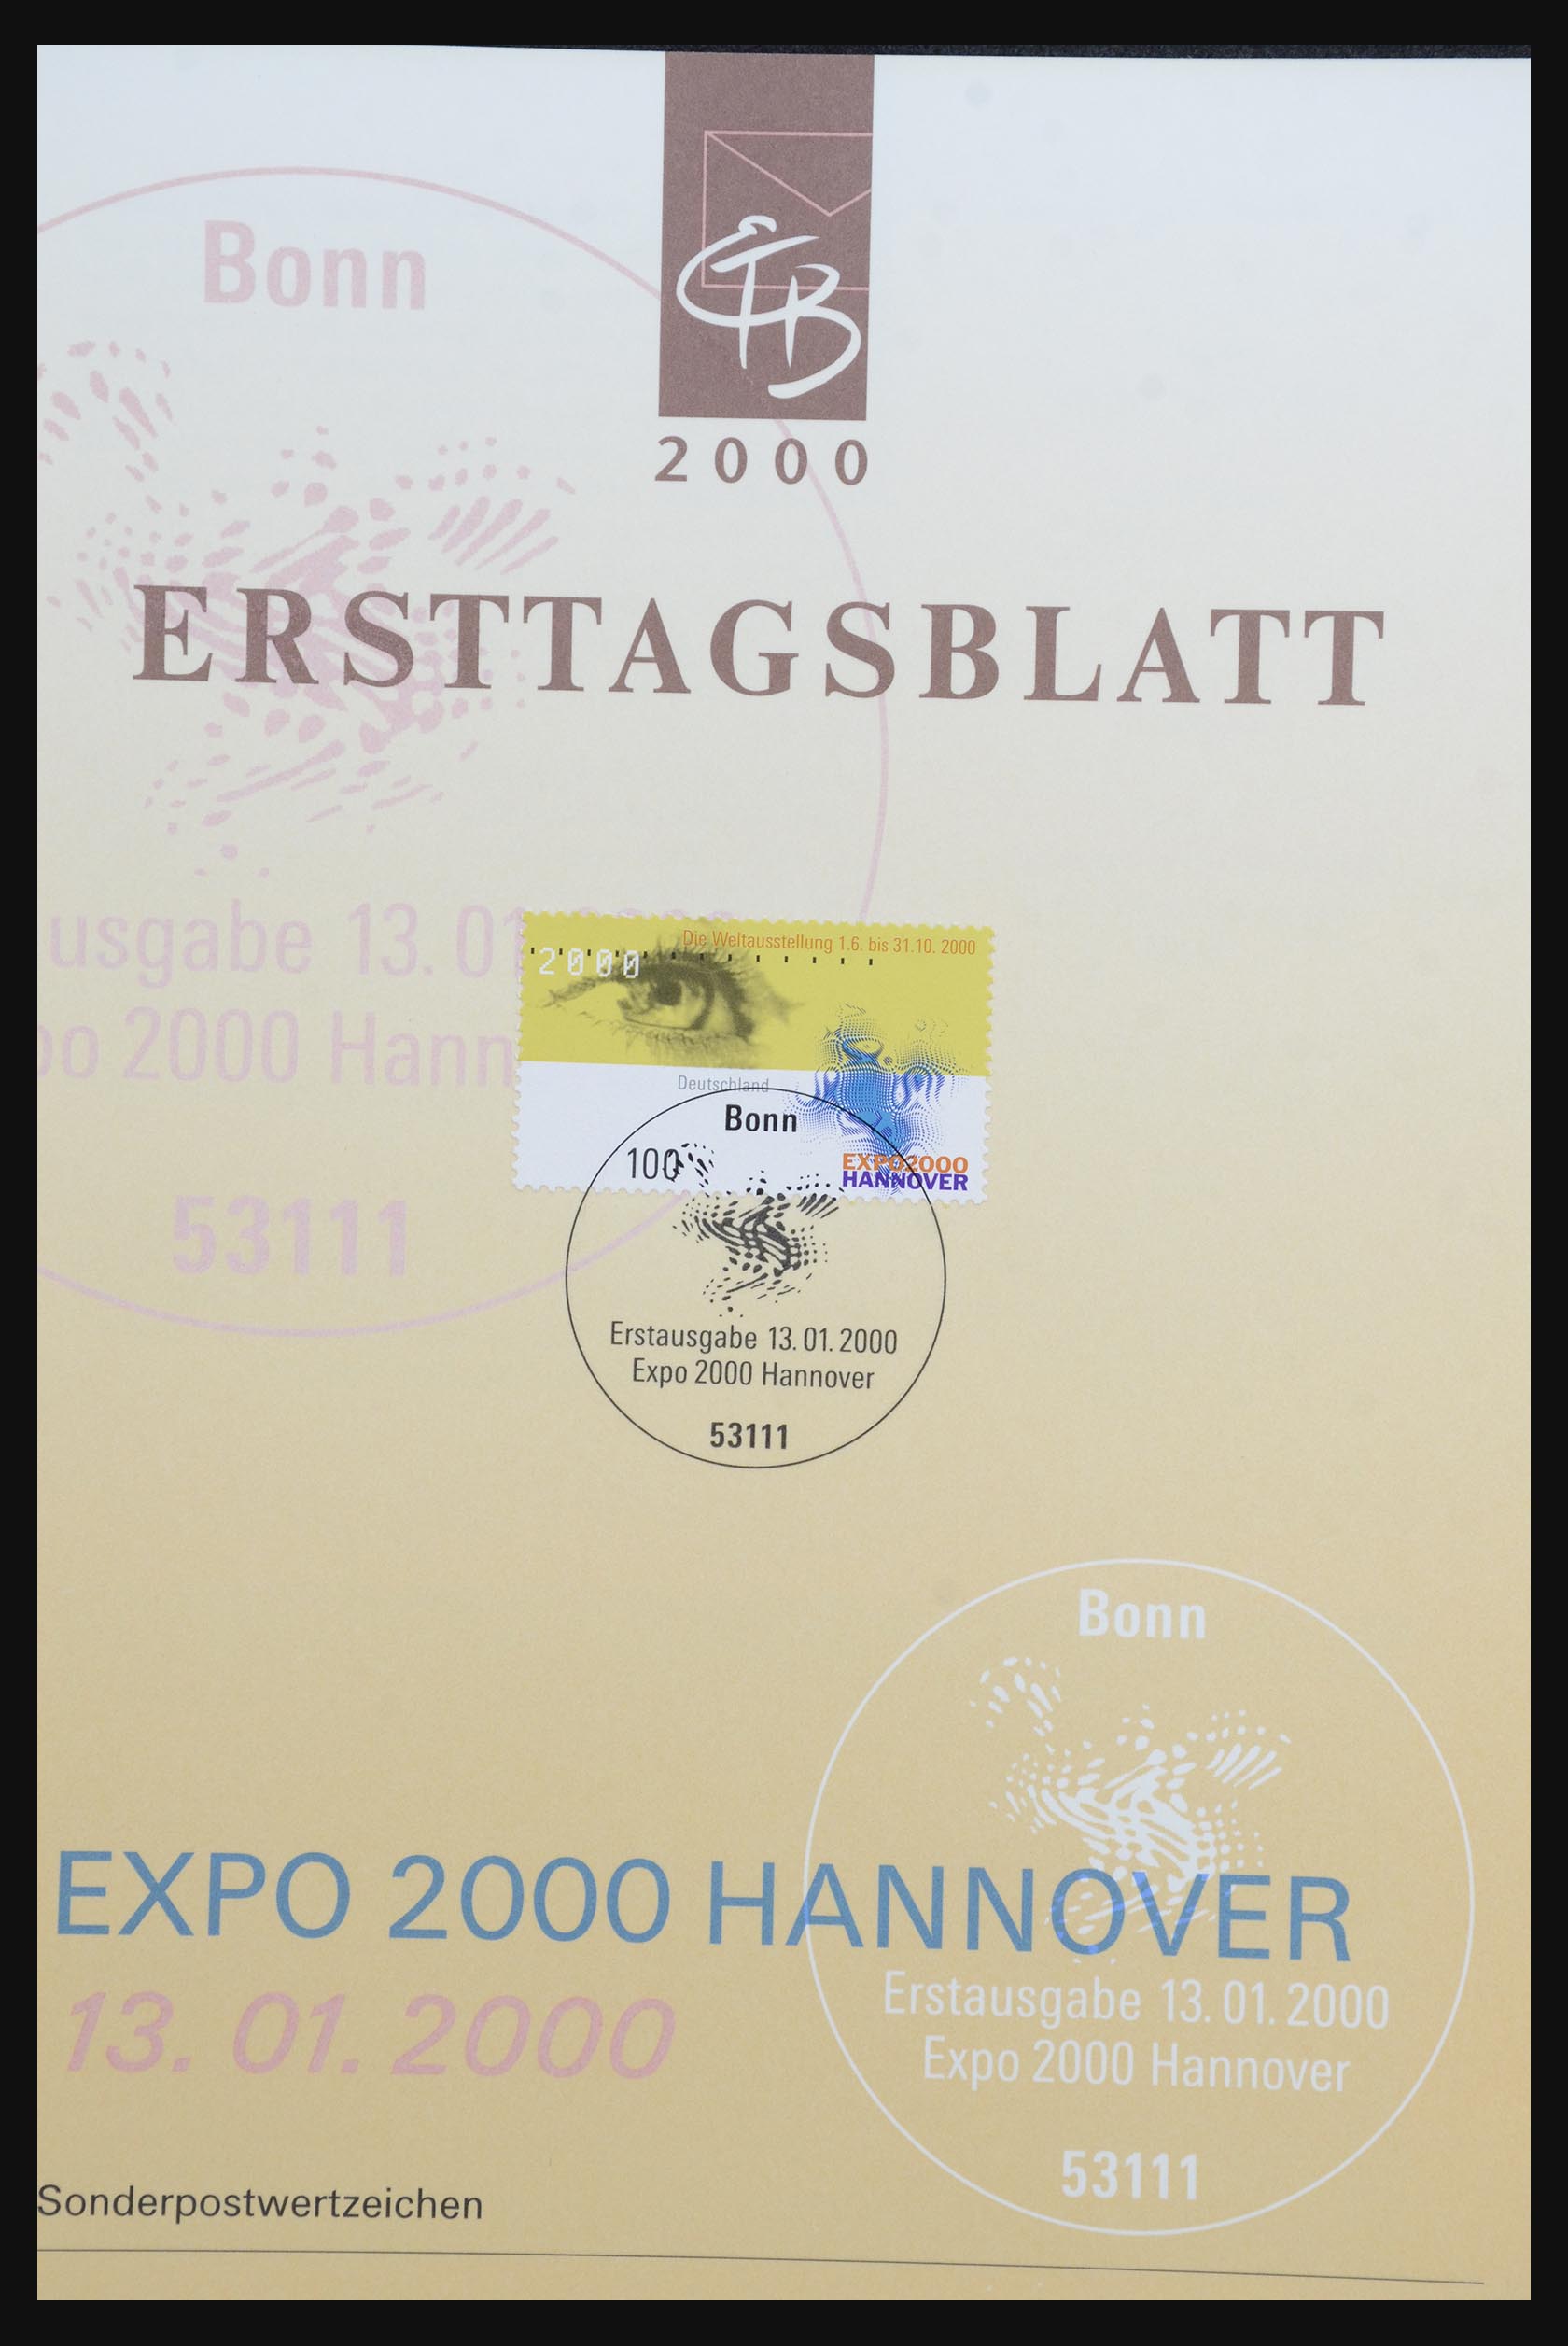 Bonn
ETB
2000
ERSTTAGSBLATT
usgabe 13. 01
po 2000 Hann
53111
Die Weltausstellung 1.6. bis 31.10. 2000
2000
Deutschland
100
EXPO2000
HANNOVER
Bonn
Erstausgabe 13. 01. 2000
Expo 2000 Hannover
53111
Bonn
EXPO 2000 HANNOVER
13. 01. 2000
Erstausgabe 13. 01. 2000
Expo 2000 Hannover
53111
Sonderpostwertzeichen